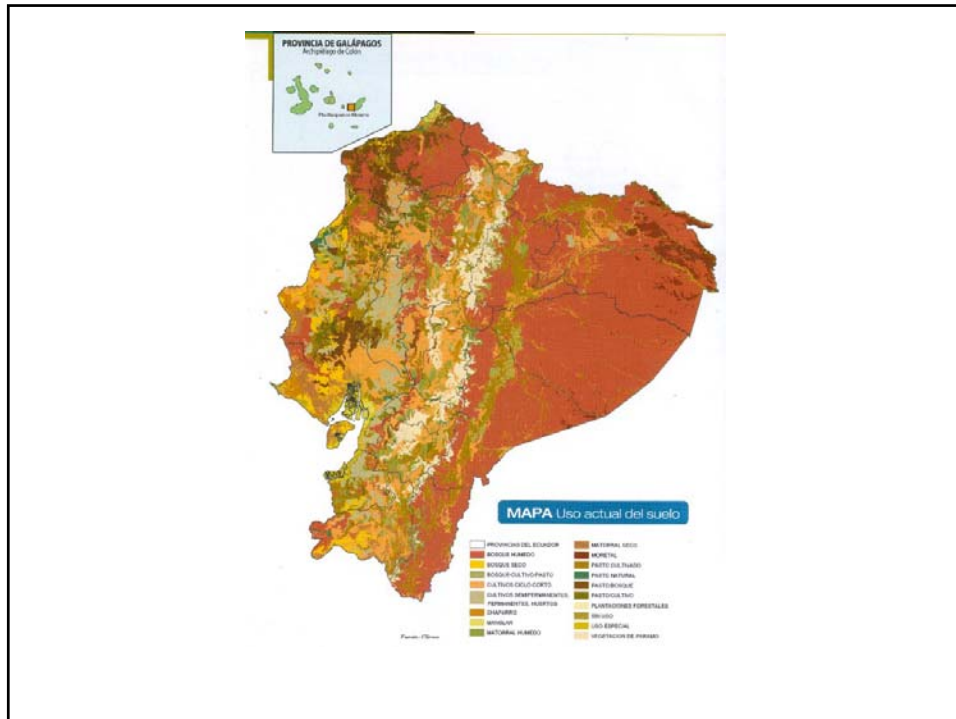 PROVINCIA DE GALÁPAGOS
Archipiélago de Colón
MAPA Uso actual del suelo
PROVINCIAS DEL ECUADOR
BOSQUE HUMEDO
BOSQUE SECO
BOSQUE/CULTIVO/PASTO
CULTIVOS CICLO CORTO
CULTIVOS SEMIPERMANENTES,
PERMANENTES, HUERTOS
CHAPARRO
MANGLAR
MATORRAL HUMEDO
MATORRAL SECO
MORETAL
PASTO CULTIVADO
PASTO NATURAL
PASTO/BOSQUE
PASTO/CULTIVO
PLANTACIONES FORESTALES
SIN USO
USO ESPECIAL
VEGETACION DE PARAMO